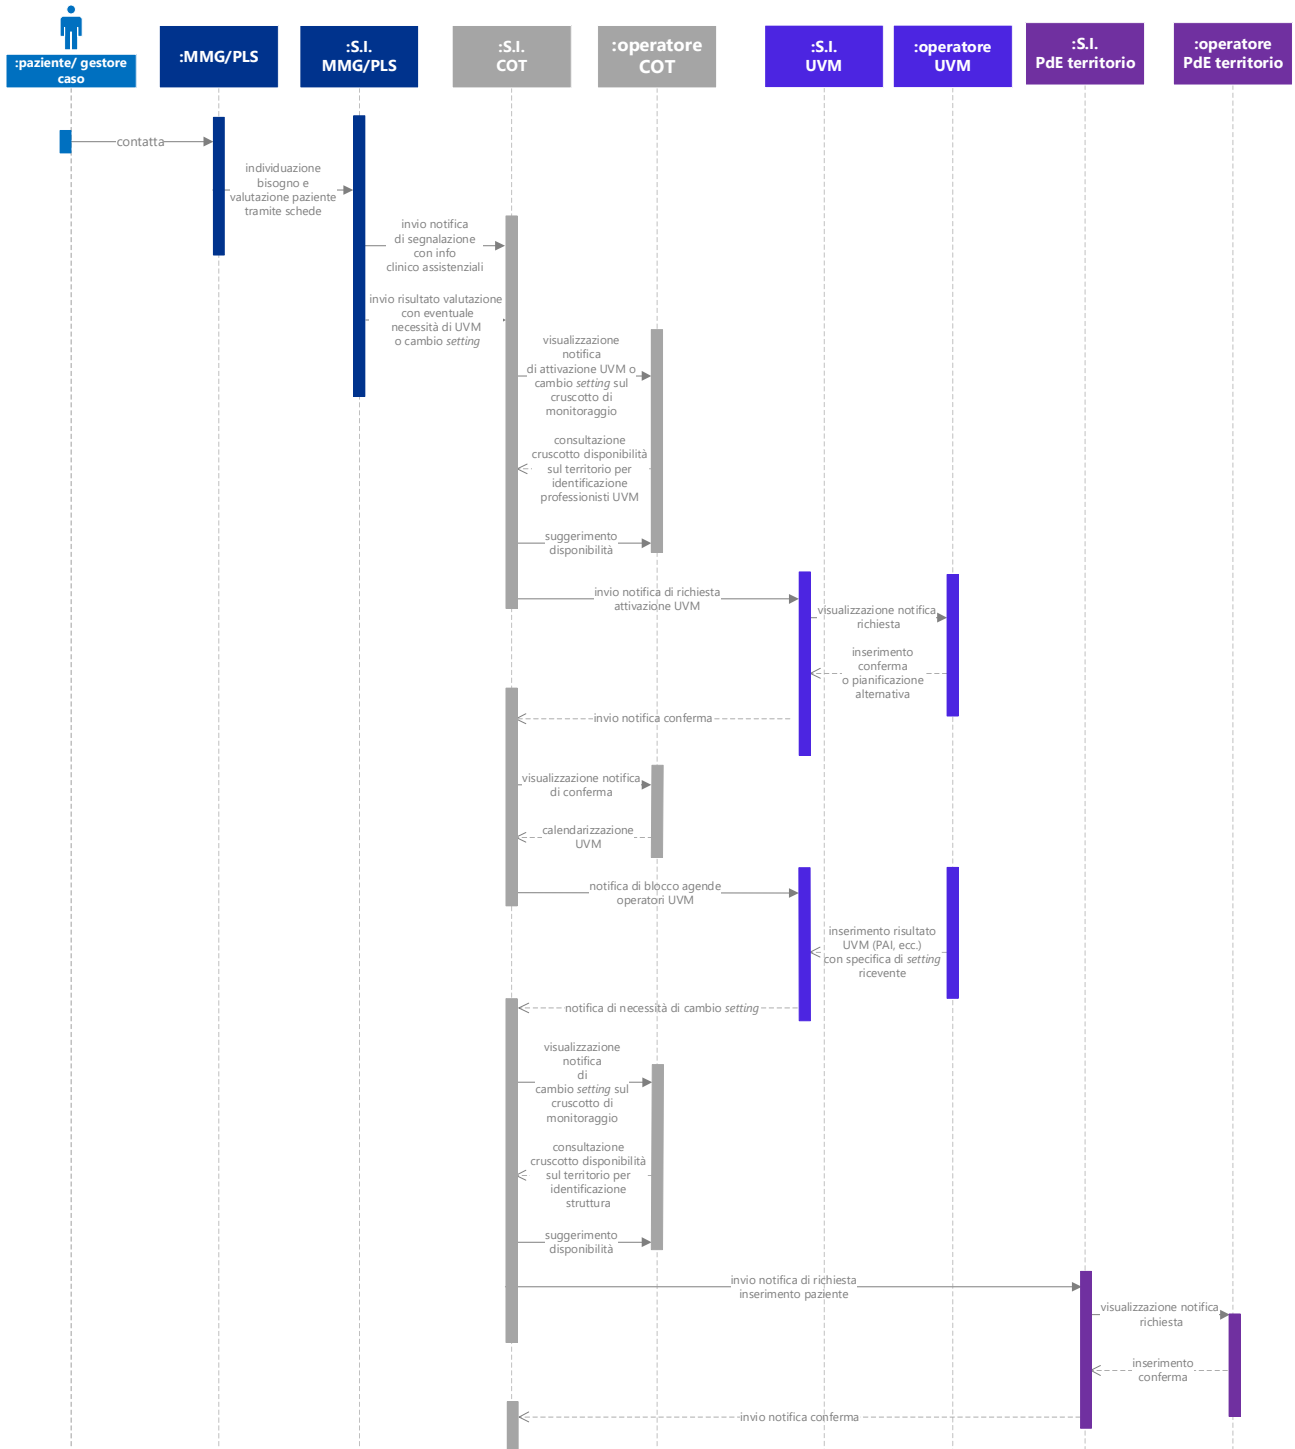 :paziente/ gestore
caso
:MMG/PLS
:S.I.
MMG/PLS
:S.I.
COT
:operatore
COT
:S.I.
UVM
:operatore
UVM
:S.I.
PdE territorio
:operatore
PdE territorio
contatta
individuazione
bisogno e
valutazione paziente
tramite schede
invio notifica
di segnalazione
con info
clinico assistenziali
invio risultato valutazione
con eventuale
necessità di UVM
o cambio setting
visualizzazione
notifica
di attivazione UVM o
cambio setting sul
cruscotto di
monitoraggio
consultazione
cruscotto disponibilità
sul territorio per
identificazione
professionisti UVM
suggerimento
disponibilità
invio notifica di richiesta
attivazione UVM
visualizzazione notifica
richiesta
inserimento
conferma
o pianificazione
alternativa
invio notifica conferma
visualizzazione notifica
di conferma
calendarizzazione
UVM
notifica di blocco agende
operatori UVM
inserimento risultato
UVM (PAI, ecc.)
con specifica di setting
ricevente
notifica di necessità di cambio setting
visualizzazione
notifica
di
cambio setting sul
cruscotto di
monitoraggio
consultazione
cruscotto disponibilità
sul territorio per
identificazione
struttura
suggerimento
disponibilità
invio notifica di richiesta
inserimento paziente
visualizzazione notifica
richiesta
inserimento
conferma
invio notifica conferma